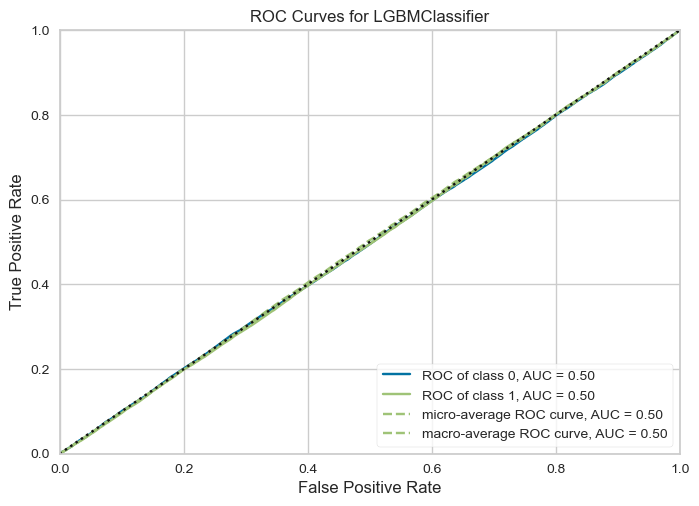 ROC Curves for LGBMClassifier
1.0
0.8
0.6
0.4
0.2
0.0
True Positive Rate
ROC of class 0, AUC = 0.50
ROC of class 1, AUC = 0.50
micro-average ROC curve, AUC = 0.50
macro-average ROC curve, AUC = 0.50
0.0 0.2 0.4 0.6 0.8 1.0
False Positive Rate